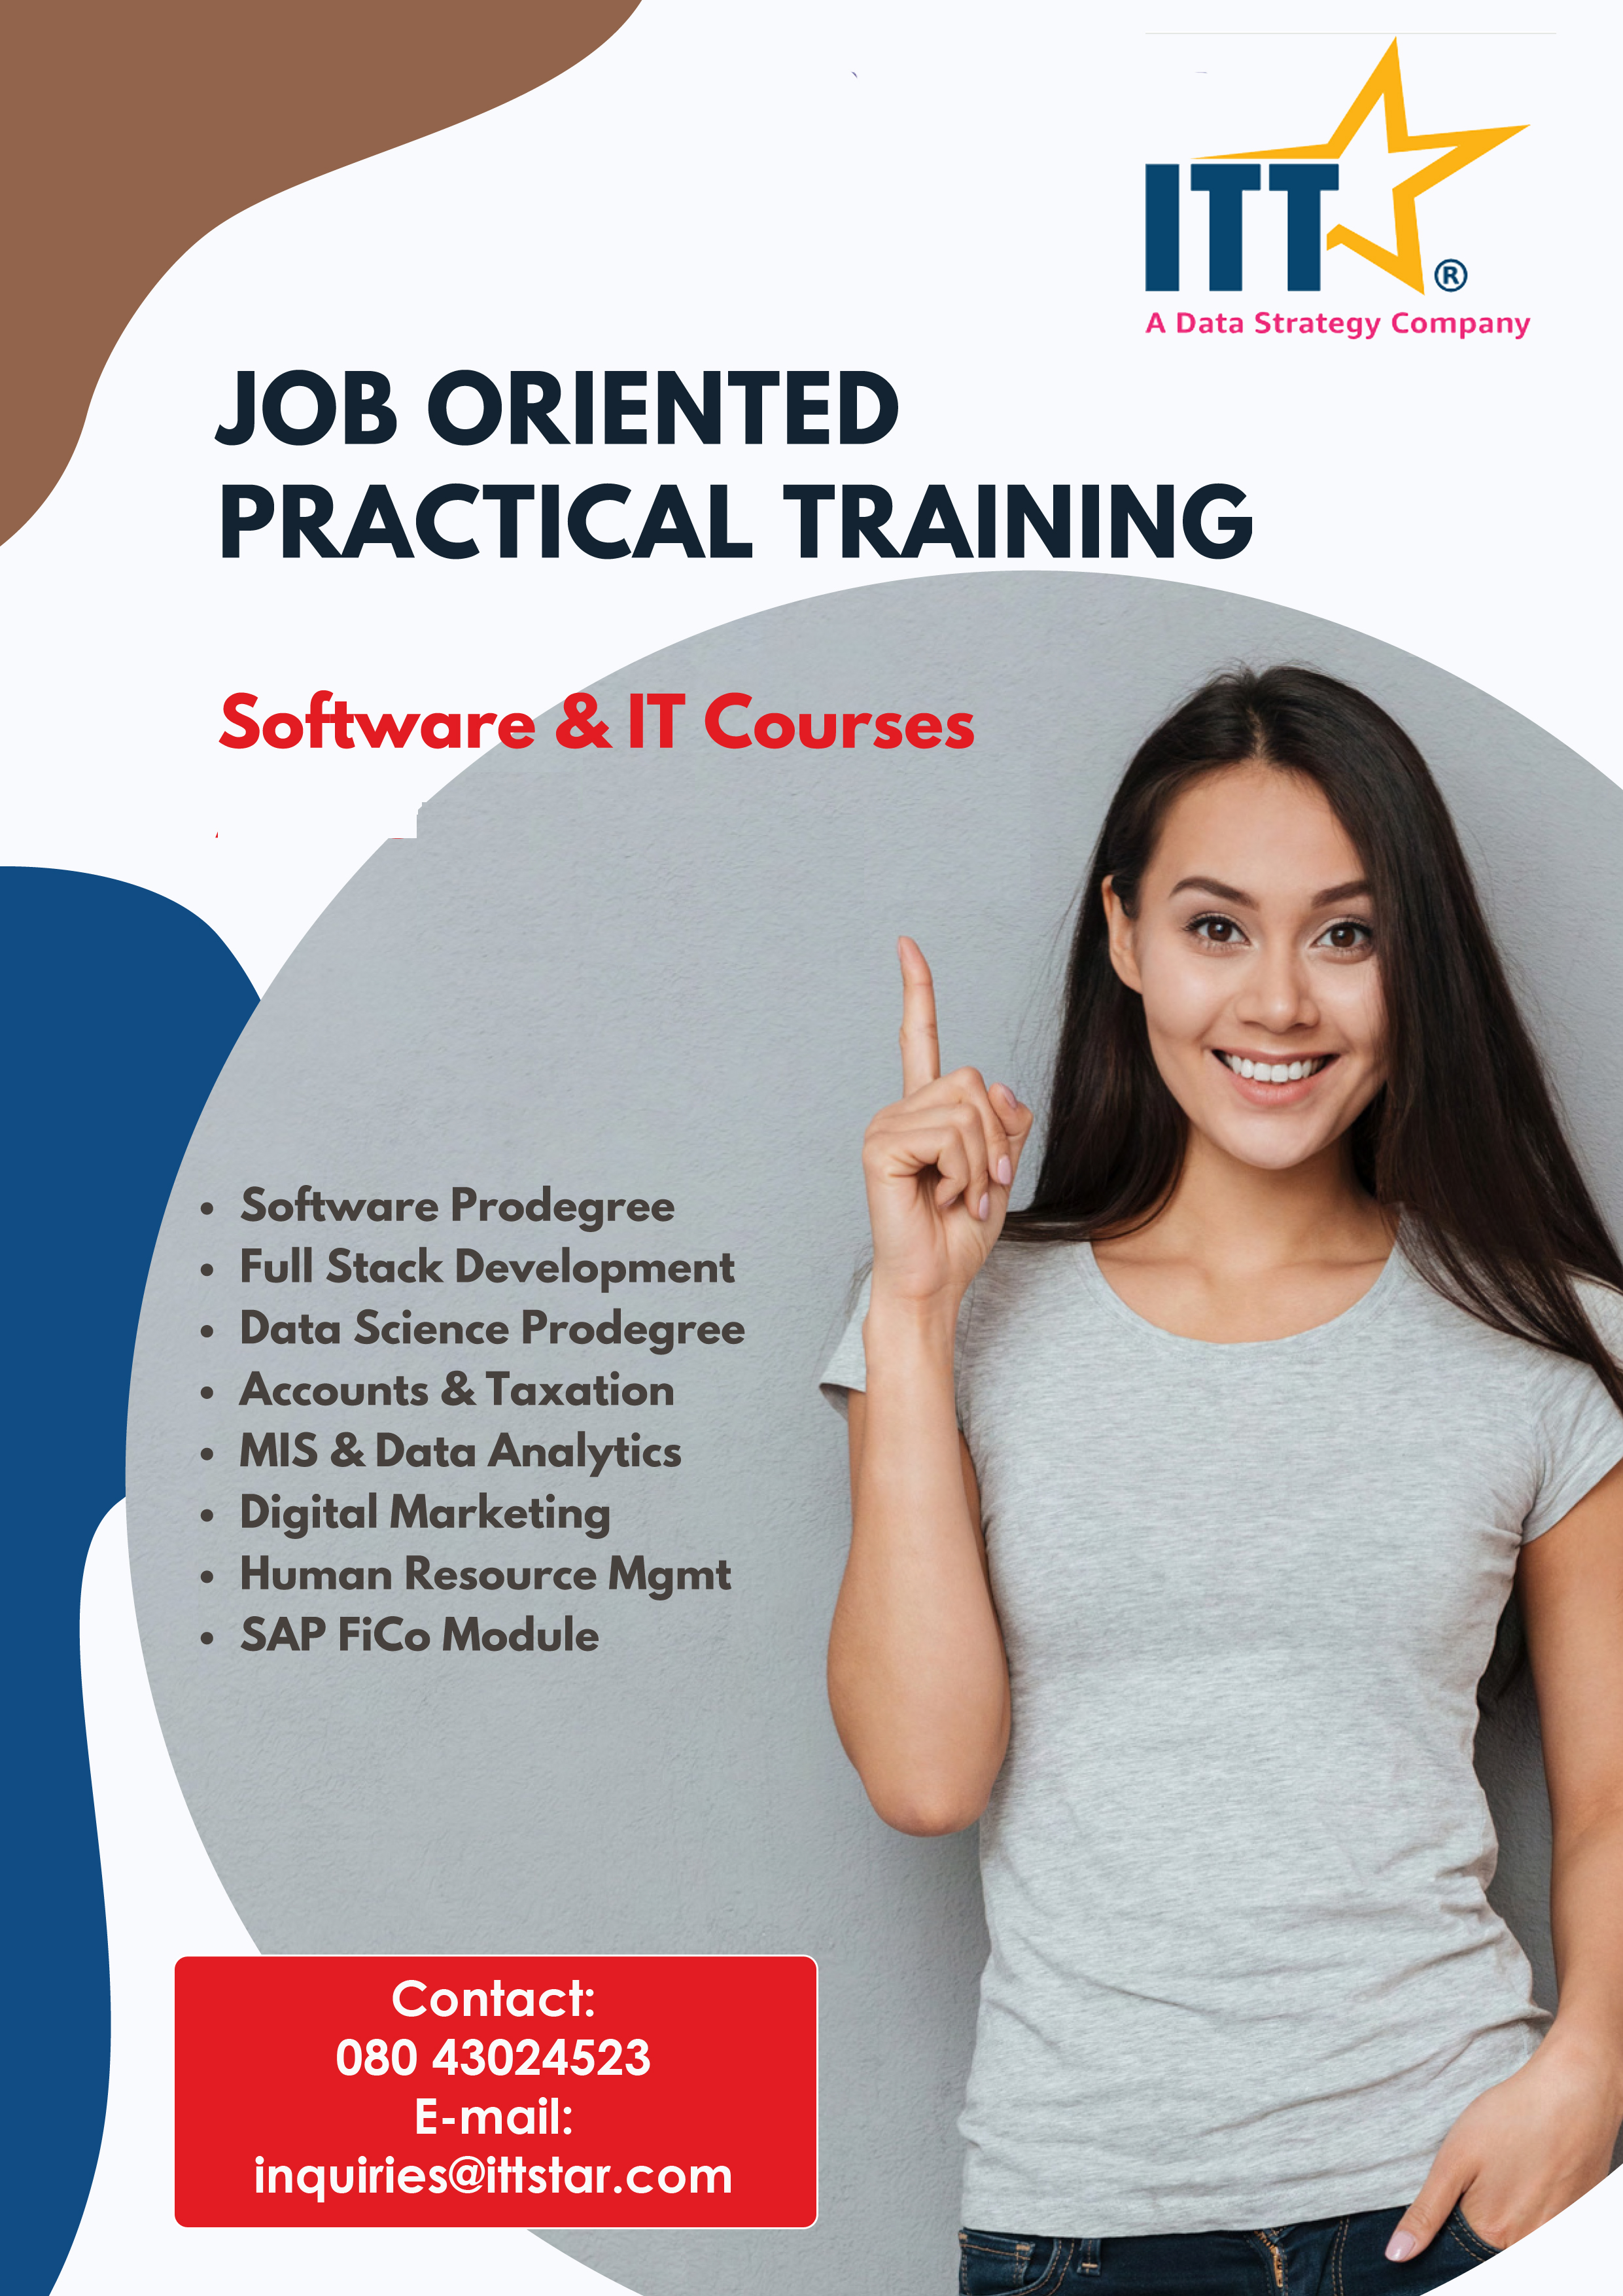 ITT
®
A Data Strategy Company
JOB ORIENTED
PRACTICAL TRAINING
Software & IT Courses
• Software Prodegree
• Full Stack Development
• Data Science Prodegree
• Accounts & Taxation
• MIS & Data Analytics
• Digital Marketing
• Human Resource Mgmt
• SAP FiCo Module
Contact:
080 43024523
E-mail:
inquiries@ittstar.com